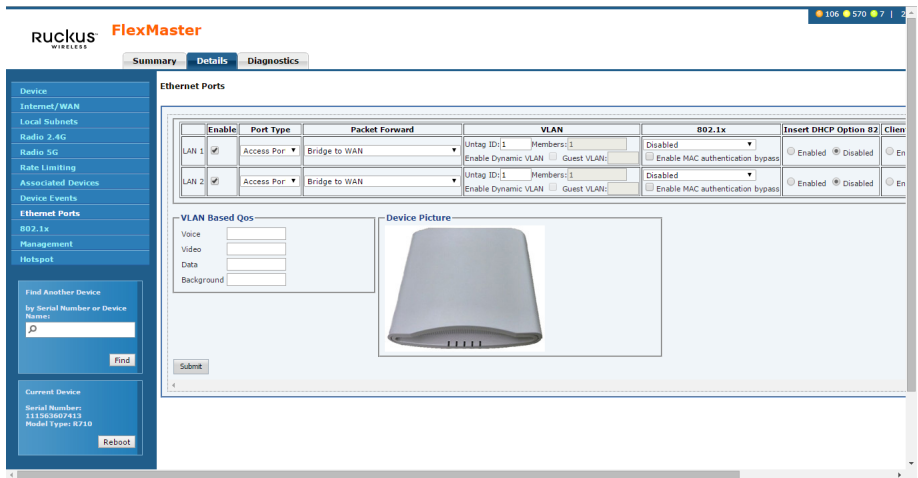 106 570 7 | 2
Ruckus WIRELESS FlexMaster
Summary Details Diagnostics
Device
Internet/WAN
Local Subnets
Radio 2.4G
Radio 5G
Rate Limiting
Associated Devices
Device Events
Ethernet Ports
802.1x
Management
Hotspot
Find Another Device
by Serial Number or Device
Name:
Find
Current Device
Serial Number:
111563607413
Model Type: R710
Reboot
Ethernet Ports
Enable Port Type Packet Forward VLAN 802.1x Insert DHCP Option 82 Clien
LAN 1 Access Por Bridge to WAN Untag ID: 1 Members: 1 Disabled Enabled Disabled En
Enable Dynamic VLAN Guest VLAN: Enable MAC authentication bypass
LAN 2 Access Por Bridge to WAN Untag ID: 1 Members: 1 Disabled Enabled Disabled En
Enable Dynamic VLAN Guest VLAN: Enable MAC authentication bypass
VLAN Based Qos
Voice
Video
Data
Background
Device Picture
Submit